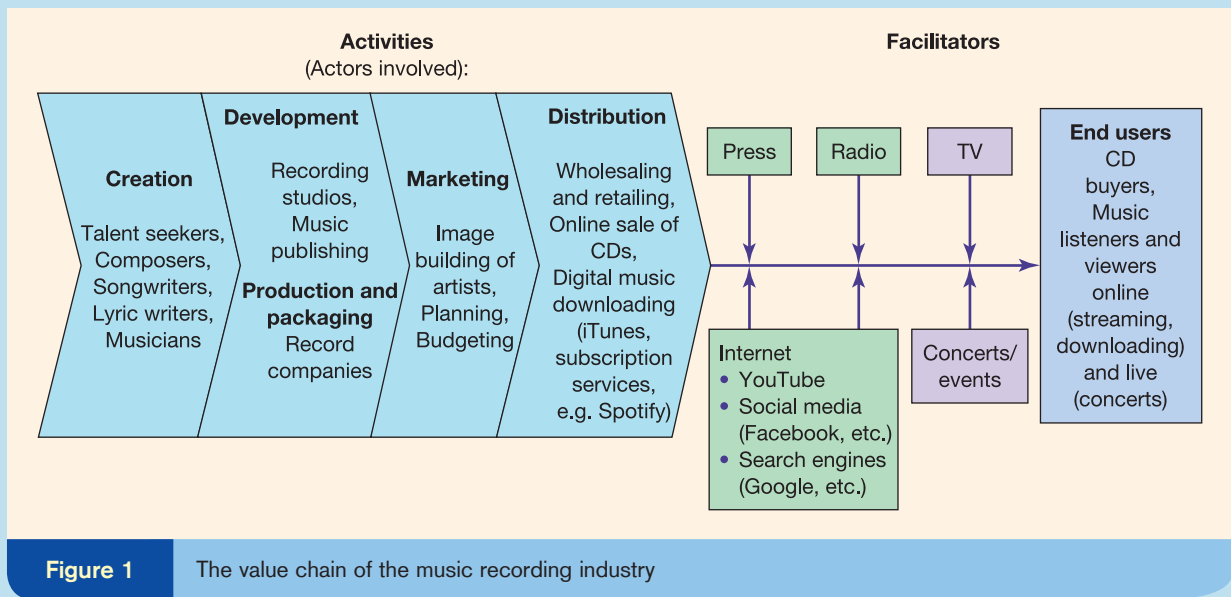 Activities
(Actors involved):
Facilitators
Creation
Talent seekers,
Composers,
Songwriters,
Lyric writers,
Musicians
Development
Recording
studios,
Music
publishing
Production and
packaging
Record
companies
Marketing
Image
building of
artists,
Planning,
Budgeting
Distribution
Wholesaling
and retailing,
Online sale of
CDs,
Digital music
downloading
(iTunes,
subscription
services,
e.g. Spotify)
Press
Radio
TV
Internet
• YouTube
• Social media
(Facebook, etc.)
• Search engines
(Google, etc.)
Concerts/
events
End users
CD
buyers,
Music
listeners and
viewers
online
(streaming,
downloading)
and live
(concerts)
Figure 1
The value chain of the music recording industry